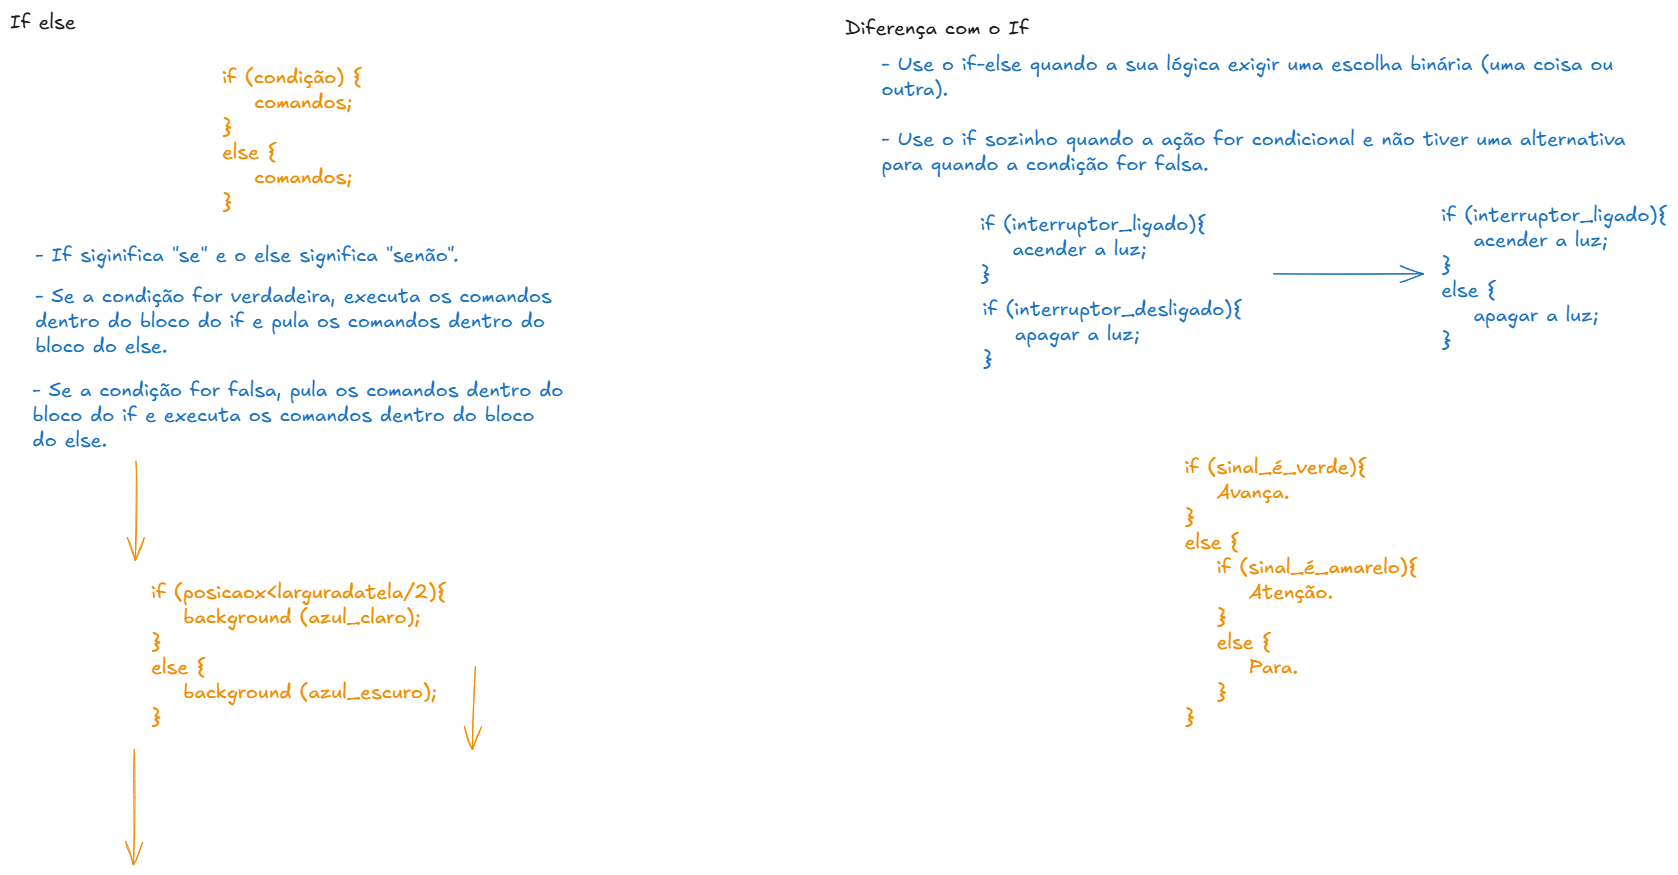 If else
if (condição) {
comandos;
}
else {
comandos;
}
- If siginifica "se" e o else significa "senão".
- Se a condição for verdadeira, executa os comandos
dentro do bloco do if e pula os comandos dentro do
bloco do else.
- Se a condição for falsa, pula os comandos dentro do
bloco do if e executa os comandos dentro do bloco
do else.
if (posicaox<larguradatela/2){
background (azul_claro);
}
else {
background (azul_escuro);
}
Diferença com o If
- Use o if-else quando a sua lógica exigir uma escolha binária (uma coisa ou
outra).
- Use o if sozinho quando a ação for condicional e não tiver uma alternativa
para quando a condição for falsa.
if (interruptor_ligado){
acender a luz;
}
if (interruptor_desligado){
apagar a luz;
}
if (interruptor_ligado){
acender a luz;
}
else {
apagar a luz;
}
if (sinal_é_verde){
Avança.
}
else {
if (sinal_é_amarelo){
Atenção.
}
else {
Para.
}
}